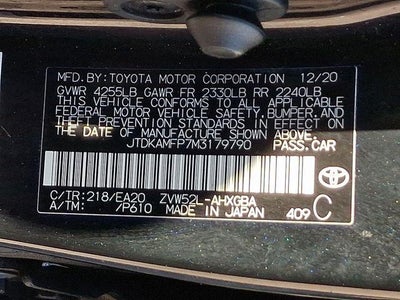 MFD. BY: TOYOTA MOTOR CORPORATION 12/20
GVWR 4255LB GAWR FR 2330LB RR 2240LB
THIS VEHICLE CONFORMS TO ALL APPLICABLE
FEDERAL MOTOR VEHICLE SAFETY, BUMPER,
AND THEFT PREVENTION STANDARDS IN EFFECT ON
THE DATE OF MANUFACTURE SHOWN ABOVE.
JTDKAMFP7M3179790 PASS.CAR
C/TR:218/EA20 ZVW52L-AHXGBA
A/TM: /P610 MADE IN JAPAN 409 C
TOYOTA